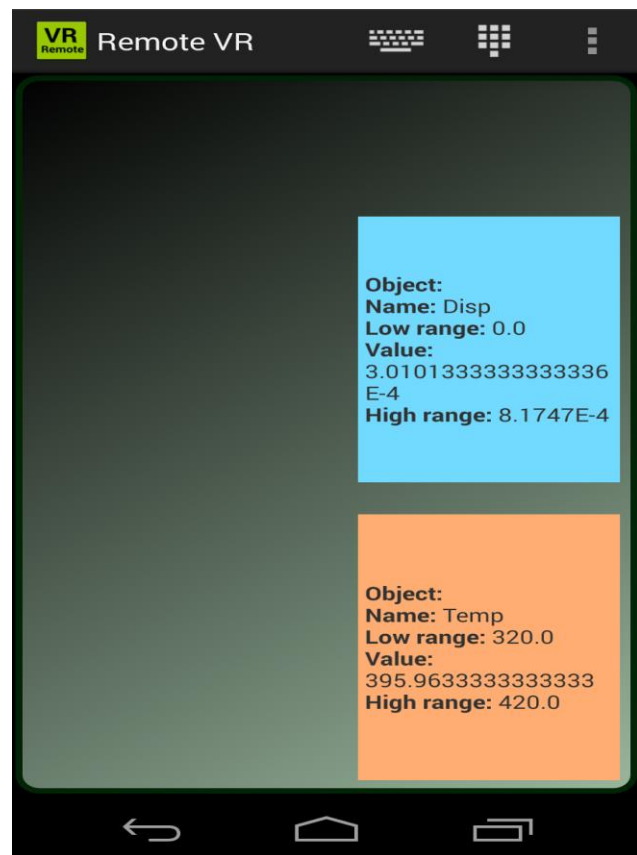 VR
Remote
Remote VR
Object:
Name: Disp
Low range: 0.0
Value:
3.0101333333333336
E-4
High range: 8.1747E-4
Object:
Name: Temp
Low range: 320.0
Value:
395.9633333333333
High range: 420.0